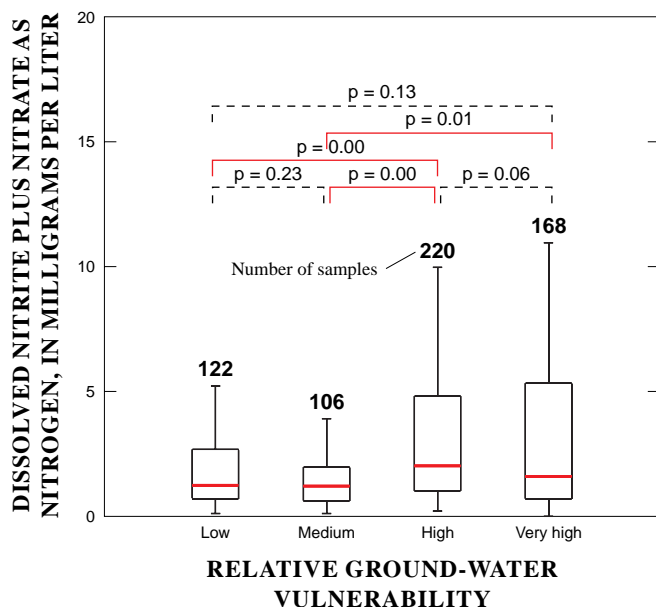 DISSOLVED NITRITE PLUS NITRATE AS
NITROGEN, IN MILLIGRAMS PER LITER
20
15
10
5
0
p = 0.13
p = 0.01
p = 0.00
p = 0.23
p = 0.00
p = 0.06
168
220
Number of samples
122
106
Low
Medium
High
Very high
RELATIVE GROUND-WATER
VULNERABILITY